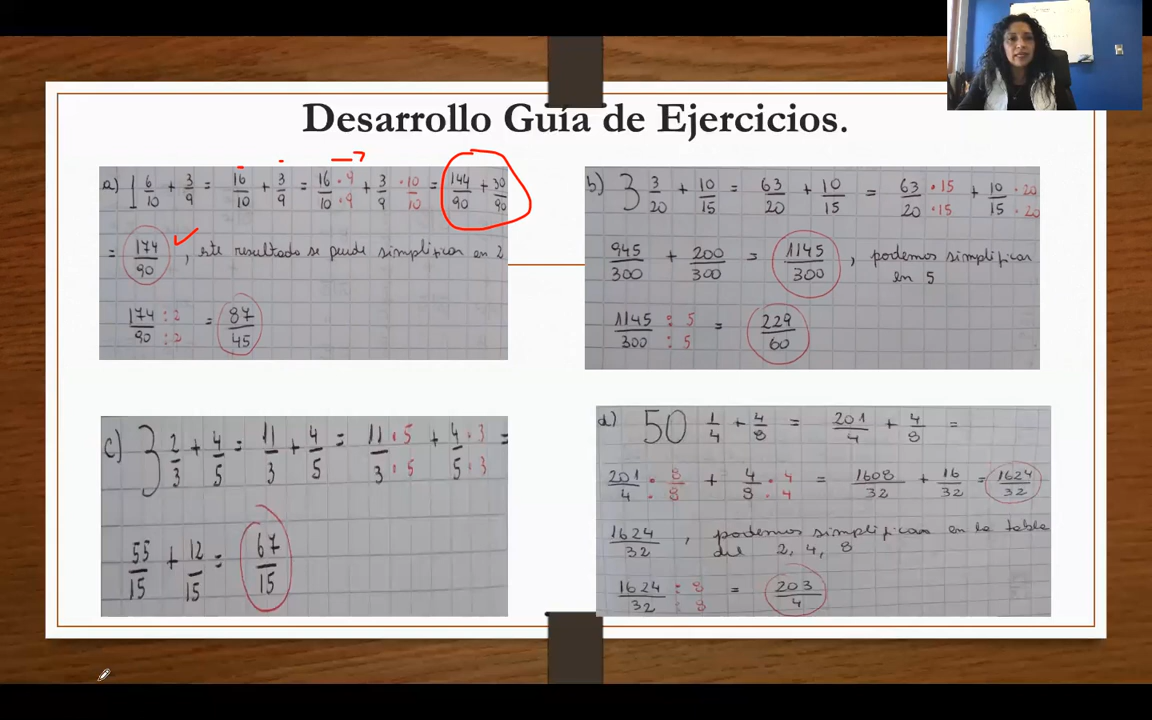 Desarrollo Guía de Ejercicios.
a) 1 6/10 + 3/9 = 16/10 + 3/9 = 16/10 · 9/· 9 + 3/9 · 10/· 10 = 144/90 + 30/90
= 174/90 , este resultado se puede simplificar en 2
174/90 : 2/: 2 = 87/45
b) 3 3/20 + 10/15 = 63/20 + 10/15 = 63/20 · 15/· 15 + 10/15 · 20/· 20
945/300 + 200/300 = 1145/300 , podemos simplificar
en 5
1145/300 : 5/: 5 = 229/60
c) 3 2/3 + 4/5 = 11/3 + 4/5 = 11/3 · 5/· 5 + 4/5 · 3/· 3 =
55/15 + 12/15 = 67/15
d) 50 1/4 + 4/8 = 201/4 + 4/8 =
201/4 · 8/· 8 + 4/8 · 4/· 4 = 1608/32 + 16/32 = 1624/32
1624/32 , podemos simplificar en la tabla
del 2, 4, 8
1624/32 : 8/: 8 = 203/4